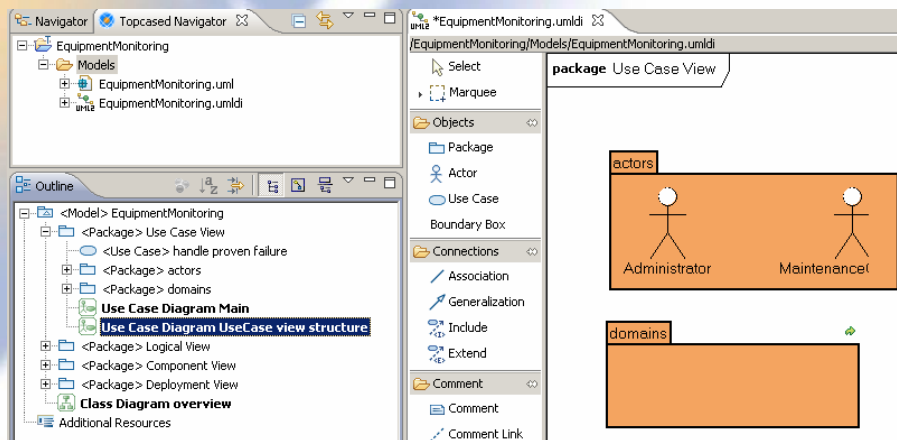 Navigator
Topcased Navigator
EquipmentMonitoring
Models
EquipmentMonitoring.uml
EquipmentMonitoring.umldi
Outline
<Model> EquipmentMonitoring
<Package> Use Case View
<Use Case> handle proven failure
<Package> actors
<Package> domains
Use Case Diagram Main
Use Case Diagram UseCase view structure
<Package> Logical View
<Package> Component View
<Package> Deployment View
Class Diagram overview
Additional Resources
*EquipmentMonitoring.umldi
/EquipmentMonitoring/Models/EquipmentMonitoring.umldi
Select
Marquee
Objects
Package
Actor
Use Case
Boundary Box
Connections
Association
Generalization
Include
Extend
Comment
Comment
Comment Link
package Use Case View
actors
Administrator
Maintenance
domains